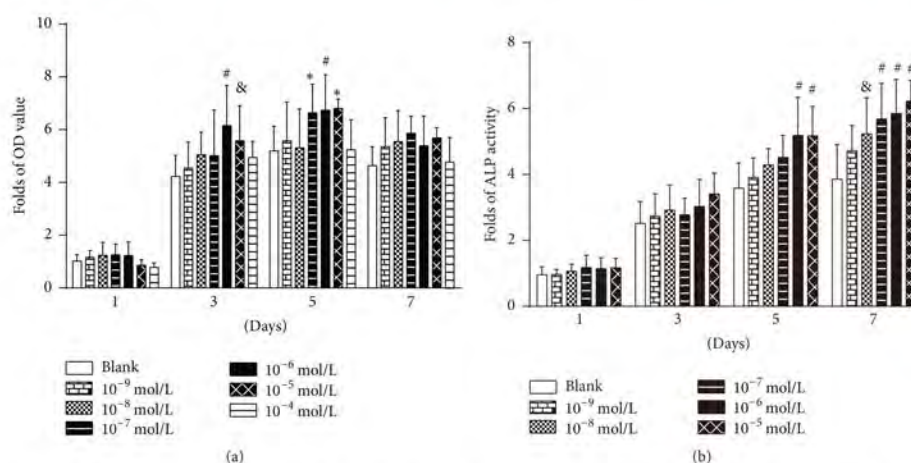 10
8
6
4
2
0
Folds of OD value
#
&
*
#
*
1
3
5
7
(Days)
Blank
10⁻⁹ mol/L
10⁻⁸ mol/L
10⁻⁷ mol/L
10⁻⁶ mol/L
10⁻⁵ mol/L
10⁻⁴ mol/L
(a)
8
6
4
2
0
Folds of ALP activity
#
#
&
#
#
#
1
3
5
7
(Days)
Blank
10⁻⁹ mol/L
10⁻⁸ mol/L
10⁻⁷ mol/L
10⁻⁶ mol/L
10⁻⁵ mol/L
(b)